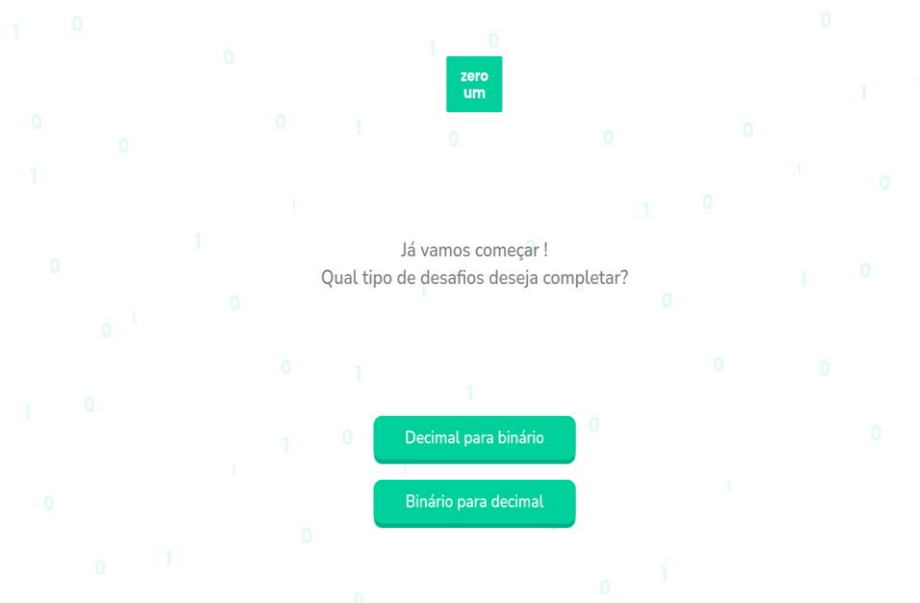 zero
um
Já vamos começar !
Qual tipo de desafios deseja completar?
Decimal para binário
Binário para decimal